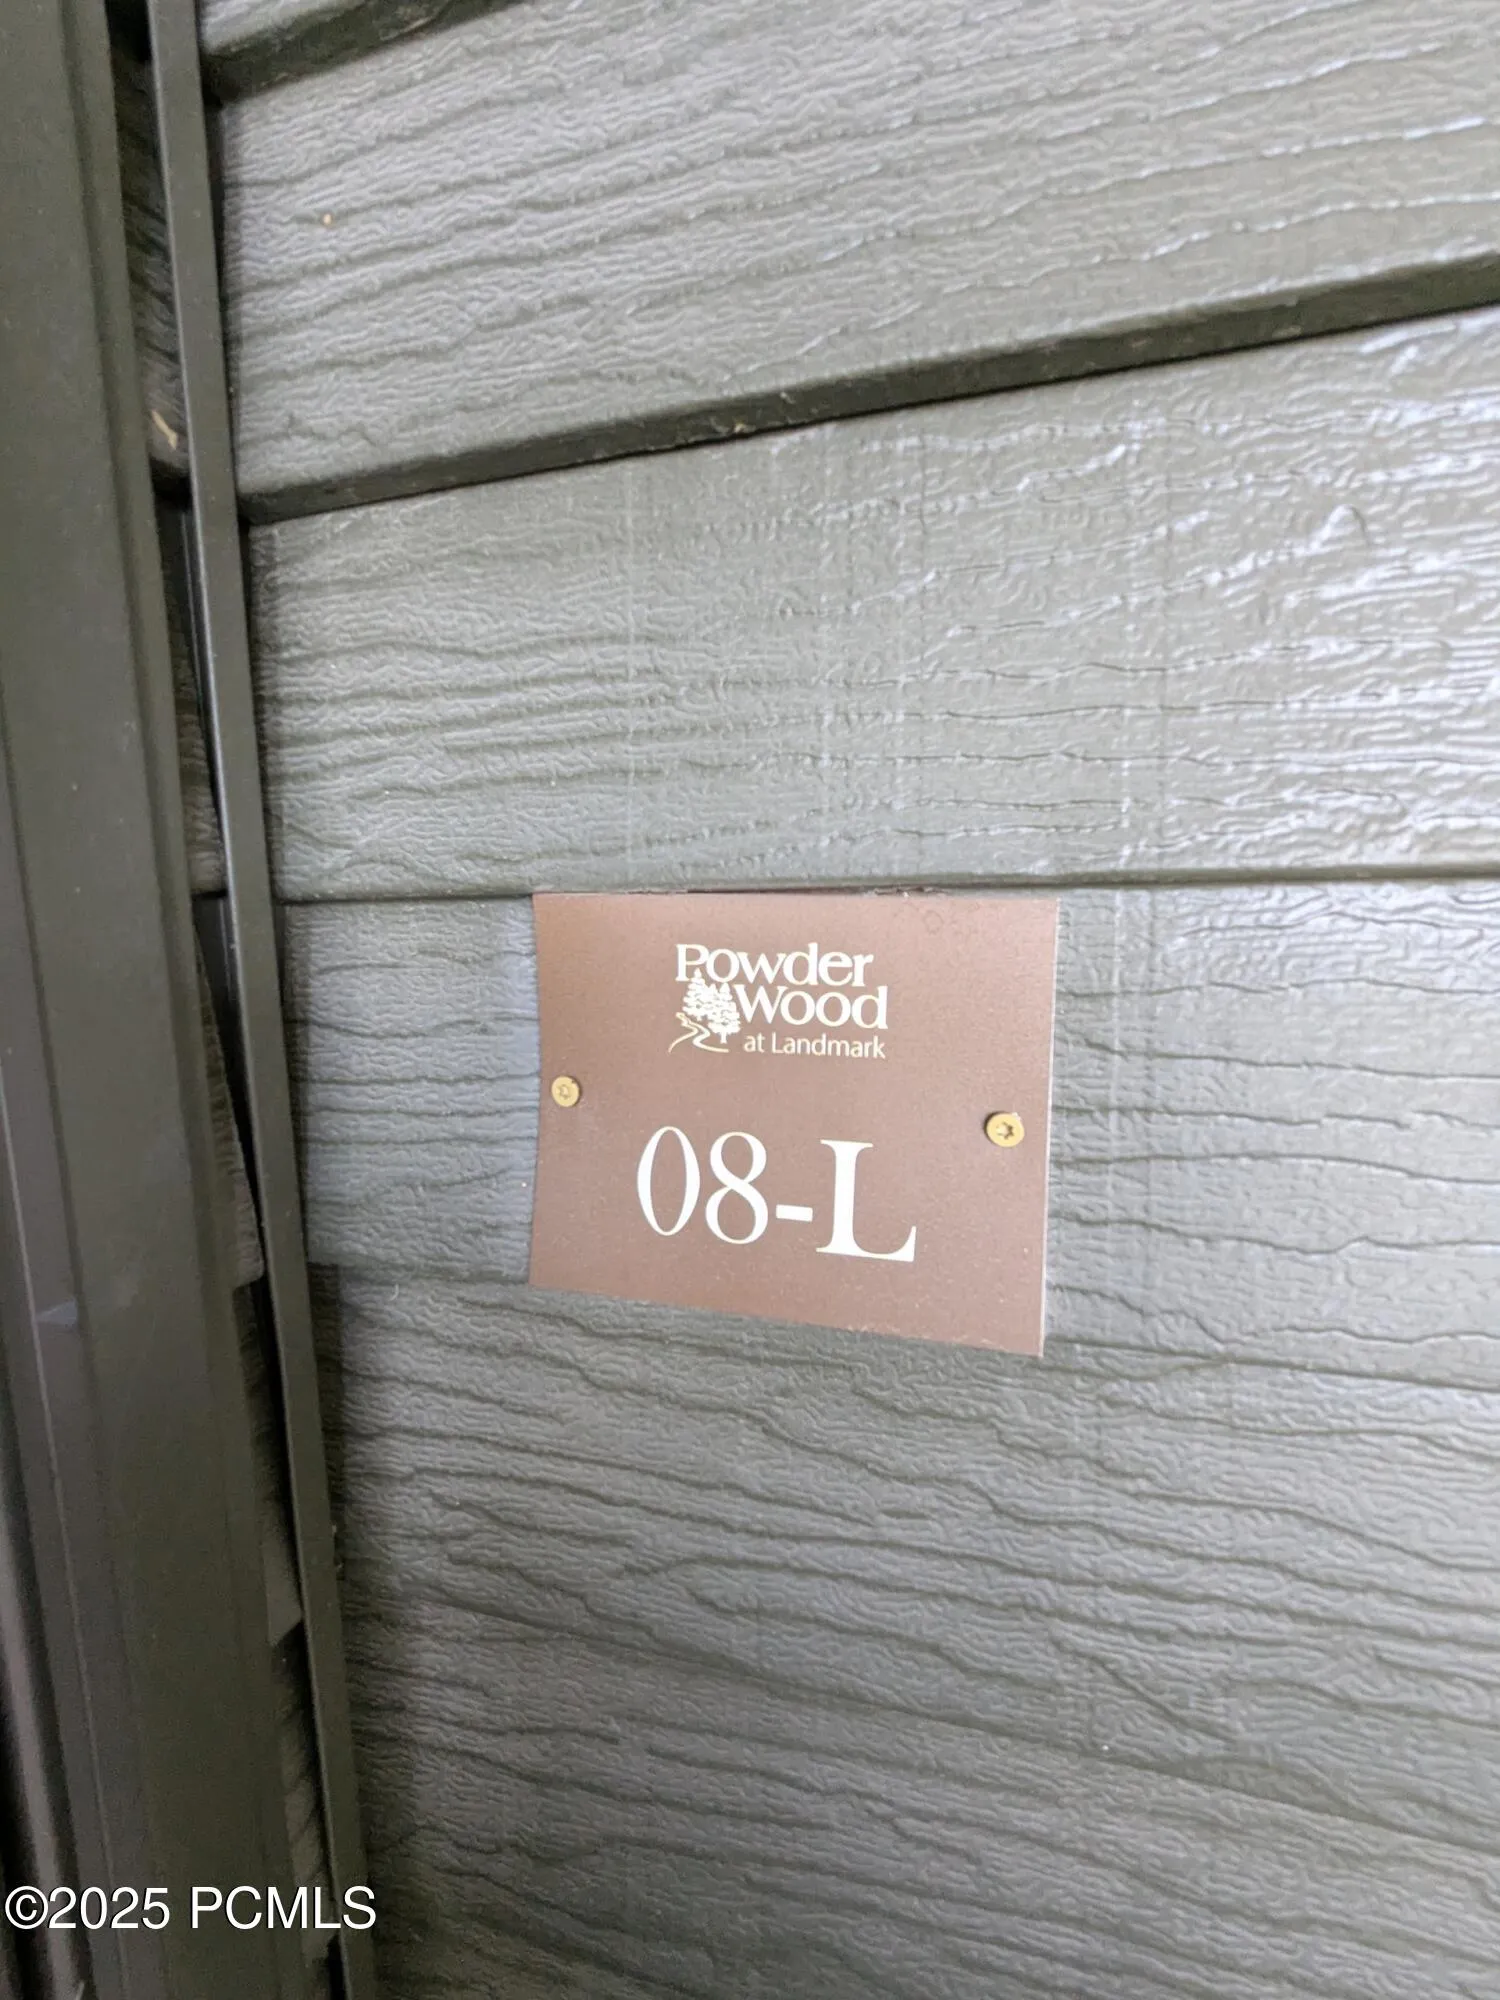 Powder
Wood
at Landmark
08-L
©2025 PCMLS